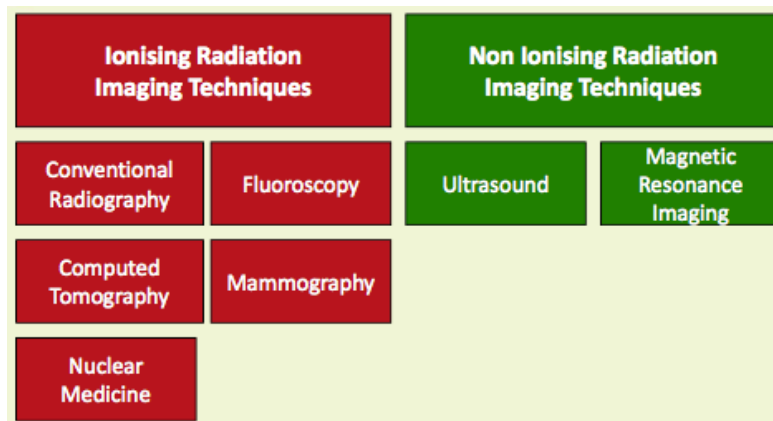 Ionising Radiation
Imaging Techniques
Non Ionising Radiation
Imaging Techniques
Conventional
Radiography
Fluoroscopy
Ultrasound
Magnetic
Resonance
Imaging
Computed
Tomography
Mammography
Nuclear
Medicine